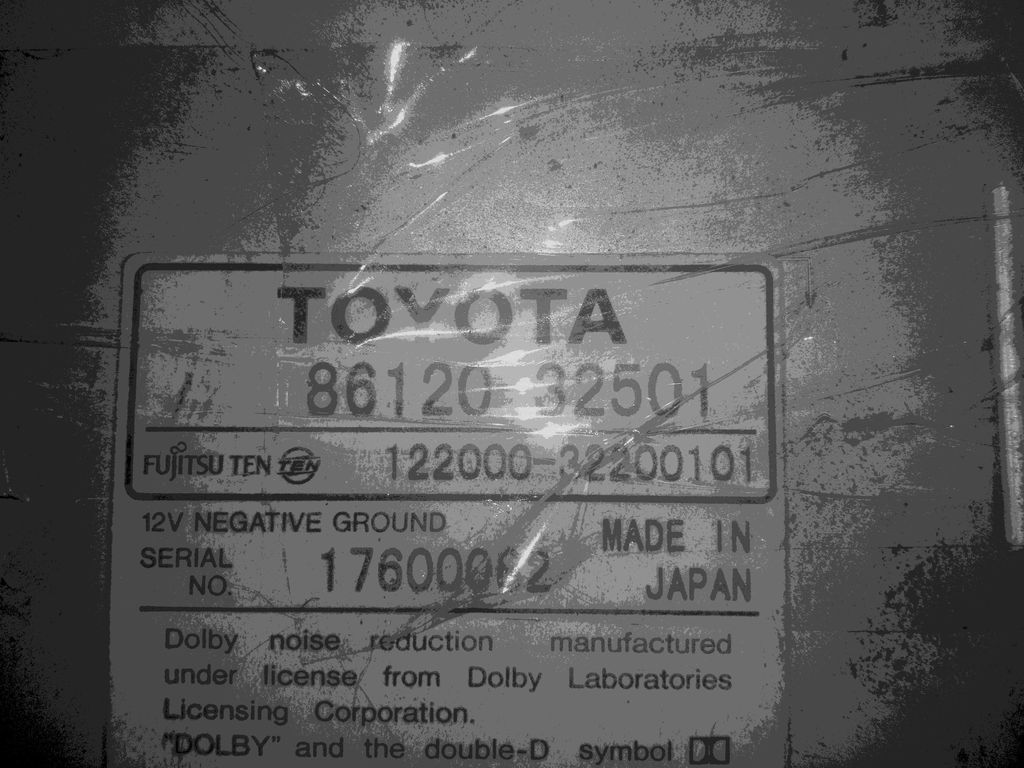 TOYOTA
86120-32501
FUJITSU TEN TEN 122000-32200101
12V NEGATIVE GROUND
MADE IN
SERIAL
NO.
JAPAN
Dolby noise reduction manufactured
under license from Dolby Laboratories
Licensing Corporation.
"DOLBY" and the double-D symbol